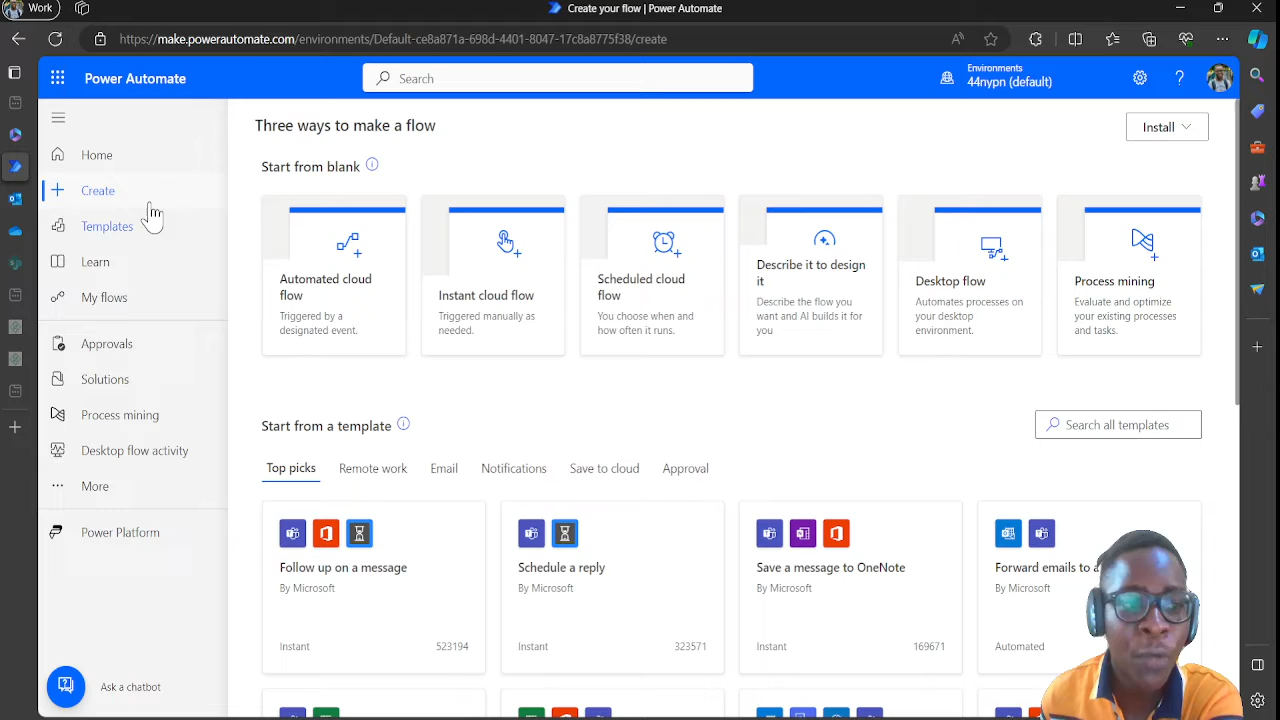 Work
Create your flow | Power Automate
https://make.powerautomate.com/environments/Default-ce8a871a-698d-4401-8047-17c8a8775f38/create
Power Automate
Search
Environments
44nypn (default)
Home
Create
Templates
Learn
My flows
Approvals
Solutions
Process mining
Desktop flow activity
More
Power Platform
Ask a chatbot
Three ways to make a flow
Install
Start from blank
Automated cloud
flow
Triggered by a
designated event.
Instant cloud flow
Triggered manually as
needed.
Scheduled cloud
flow
You choose when and
how often it runs.
Describe it to design
it
Describe the flow you
want and AI builds it for
you
Desktop flow
Automates processes on
your desktop
environment.
Process mining
Evaluate and optimize
your existing processes
and tasks.
Start from a template
Search all templates
Top picks
Remote work
Email
Notifications
Save to cloud
Approval
Follow up on a message
By Microsoft
Instant
523194
Schedule a reply
By Microsoft
Instant
323571
Save a message to OneNote
By Microsoft
Instant
169671
Forward emails to a
By Microsoft
Automated